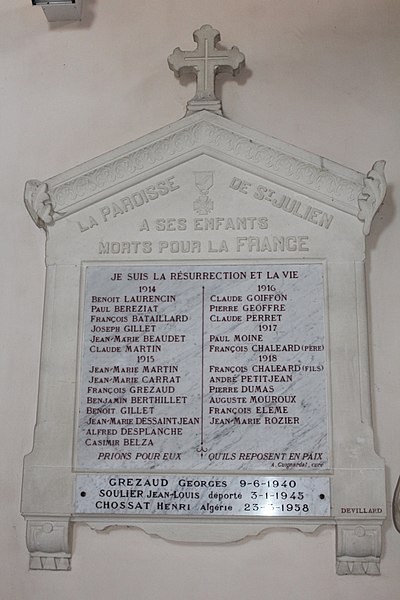 LA PAROISSE DE ST JULIEN
A SES ENFANTS
MORTS POUR LA FRANCE
JE SUIS LA RÉSURRECTION ET LA VIE
1914
BENOIT LAURENCIN
PAUL BEREZIAT
FRANÇOIS BATAILLARD
JOSEPH GILLET
JEAN-MARIE BEAUDET
CLAUDE MARTIN
1915
JEAN-MARIE MARTIN
JEAN-MARIE CARRAT
FRANÇOIS GREZAUD
BENJAMIN BERTHILLET
BENOIT GILLET
JEAN-MARIE DESSAINTJEAN
ALFRED DESPLANCHE
CASIMIR BELZA
1916
CLAUDE GOIFFON
PIERRE GEOFFRE
CLAUDE PERRET
1917
PAUL MOINE
FRANÇOIS CHALEARD (PÈRE)
1918
FRANÇOIS CHALEARD (FILS)
ANDRÉ PETITJEAN
PIERRE DUMAS
AUGUSTE MOUROUX
FRANÇOIS ELEME
JEAN-MARIE ROZIER
PRIONS POUR EUX QU'ILS REPOSENT EN PAIX
A. Guignardat, curé
GREZAUD GEORGES 9-6-1940
SOULIER JEAN-LOUIS déporté 3-1-1945
CHOSSAT HENRI Algérie 1958
DEVILLARD